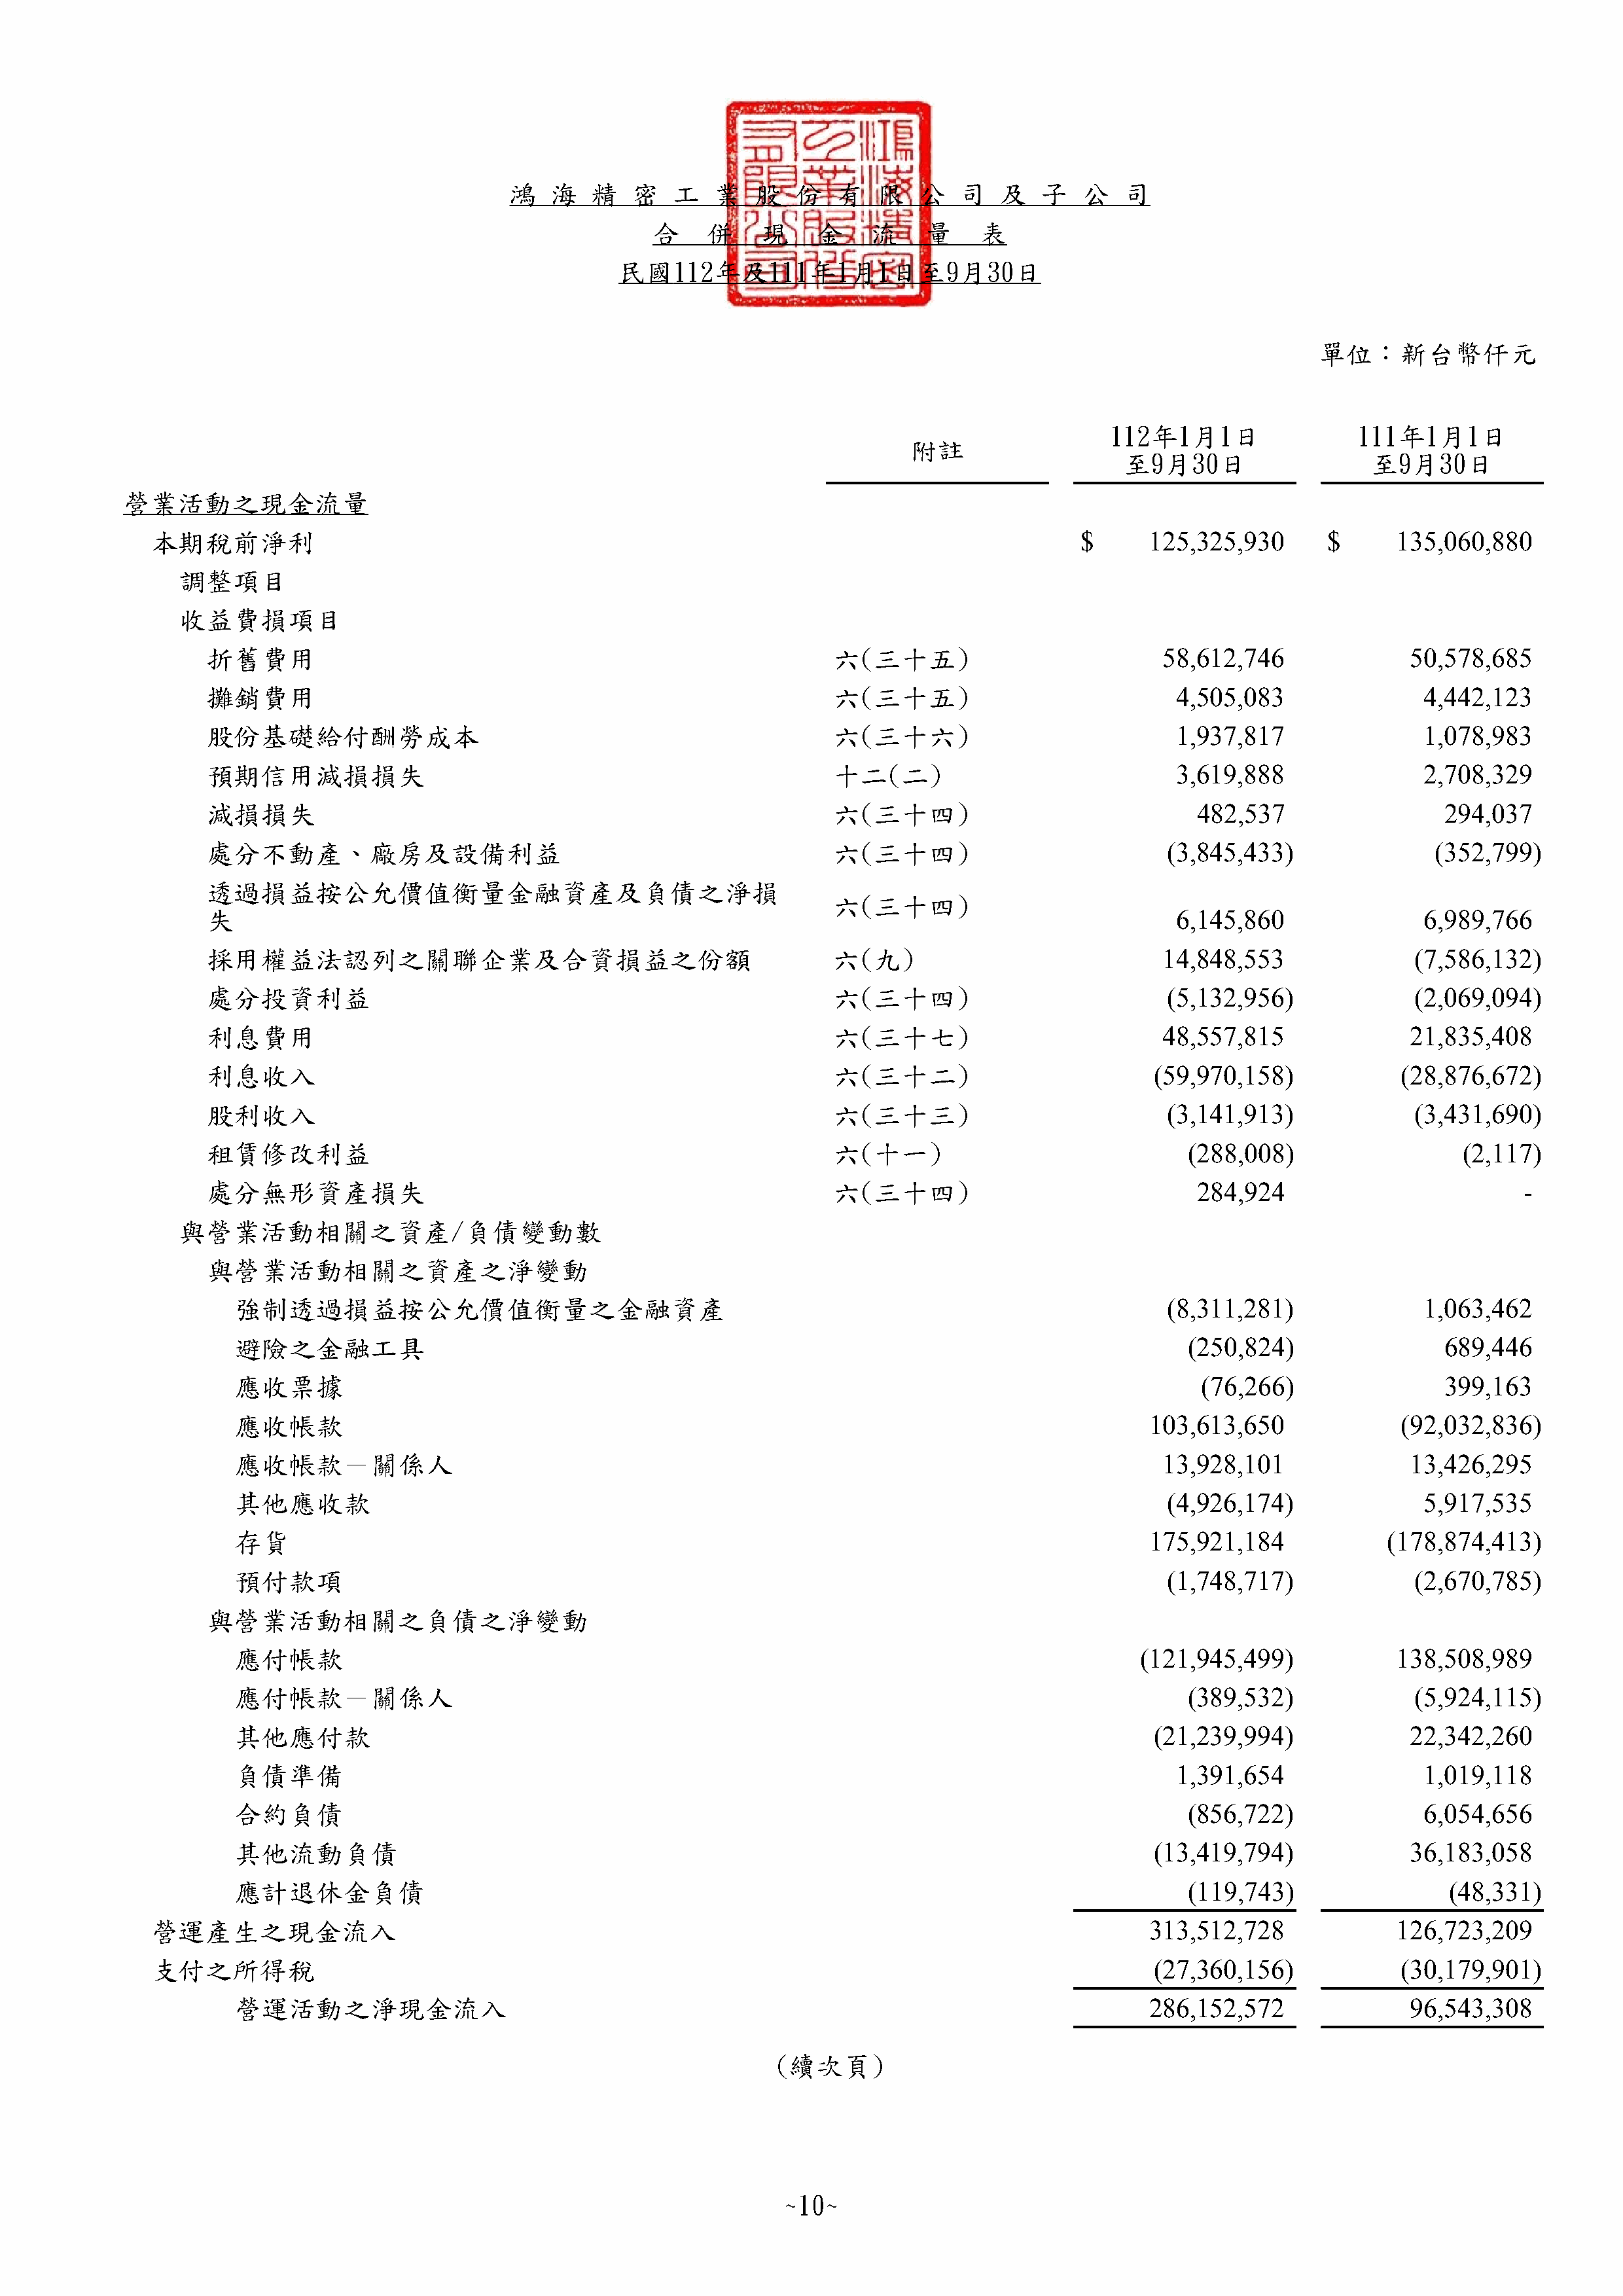 鴻海精密工業股份有限公司及子公司
合併現金流量表
民國112年及111年1月1日至9月30日
單位：新台幣仟元
附註 112年1月1日至9月30日 111年1月1日至9月30日
營業活動之現金流量
本期稅前淨利 $ 125,325,930 $ 135,060,880
調整項目
收益費損項目
折舊費用 六(三十五) 58,612,746 50,578,685
攤銷費用 六(三十五) 4,505,083 4,442,123
股份基礎給付酬勞成本 六(三十六) 1,937,817 1,078,983
預期信用減損損失 十二(二) 3,619,888 2,708,329
減損損失 六(三十四) 482,537 294,037
處分不動產、廠房及設備利益 六(三十四) (3,845,433) (352,799)
透過損益按公允價值衡量金融資產及負債之淨損
失 六(三十四) 6,145,860 6,989,766
採用權益法認列之關聯企業及合資損益之份額 六(九) 14,848,553 (7,586,132)
處分投資利益 六(三十四) (5,132,956) (2,069,094)
利息費用 六(三十七) 48,557,815 21,835,408
利息收入 六(三十二) (59,970,158) (28,876,672)
股利收入 六(三十三) (3,141,913) (3,431,690)
租賃修改利益 六(十一) (288,008) (2,117)
處分無形資產損失 六(三十四) 284,924 -
與營業活動相關之資產/負債變動數
與營業活動相關之資產之淨變動
強制透過損益按公允價值衡量之金融資產 (8,311,281) 1,063,462
避險之金融工具 (250,824) 689,446
應收票據 (76,266) 399,163
應收帳款 103,613,650 (92,032,836)
應收帳款－關係人 13,928,101 13,426,295
其他應收款 (4,926,174) 5,917,535
存貨 175,921,184 (178,874,413)
預付款項 (1,748,717) (2,670,785)
與營業活動相關之負債之淨變動
應付帳款 (121,945,499) 138,508,989
應付帳款－關係人 (389,532) (5,924,115)
其他應付款 (21,239,994) 22,342,260
負債準備 1,391,654 1,019,118
合約負債 (856,722) 6,054,656
其他流動負債 (13,419,794) 36,183,058
應計退休金負債 (119,743) (48,331)
營運產生之現金流入 313,512,728 126,723,209
支付之所得稅 (27,360,156) (30,179,901)
營運活動之淨現金流入 286,152,572 96,543,308
(續次頁)
~10~